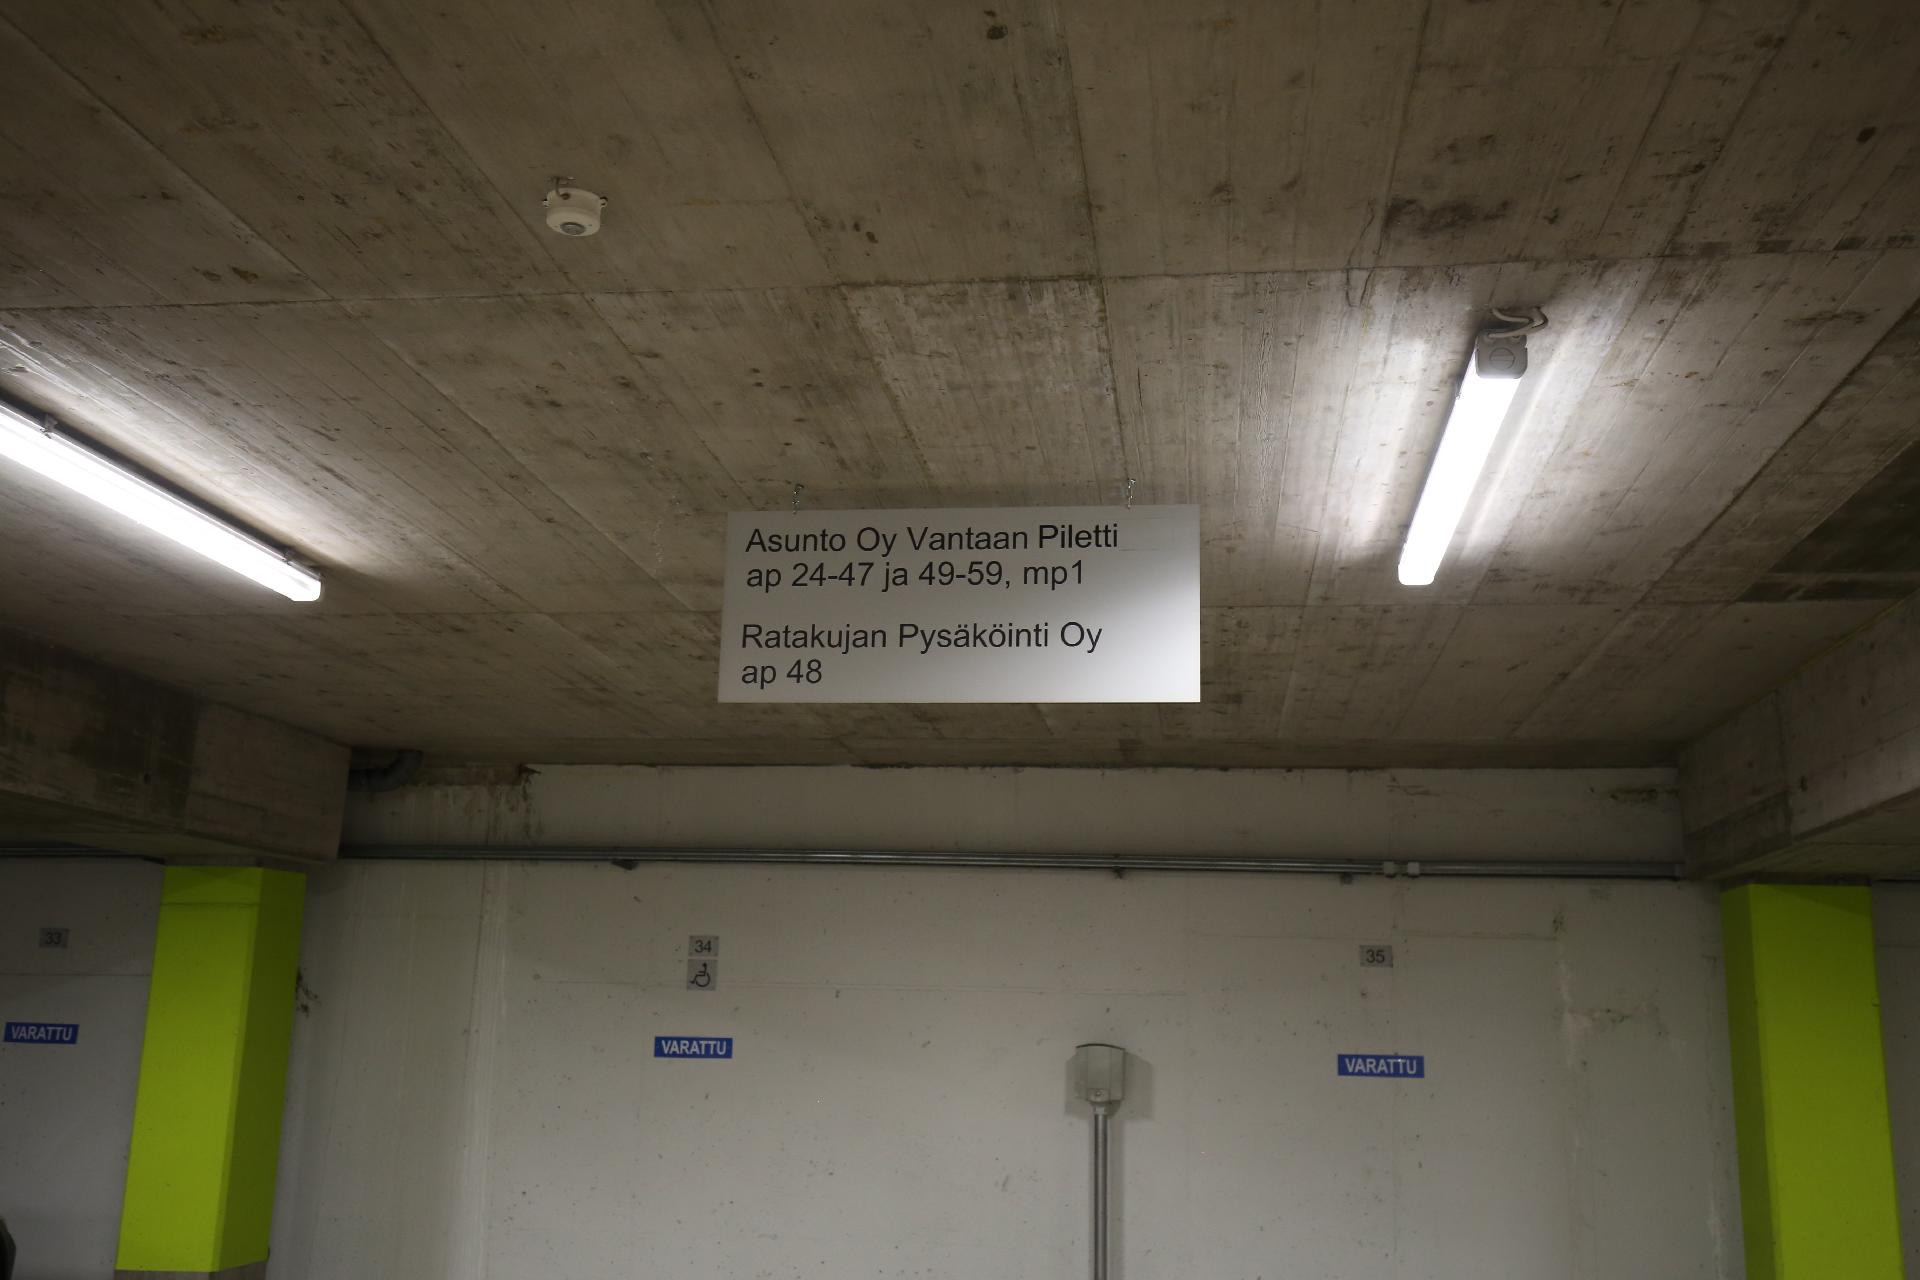 Asunto Oy Vantaan Piletti
ap 24-47 ja 49-59, mp1
Ratakujan Pysäköinti Oy
ap 48
33
34
35
VARATTU
VARATTU
VARATTU